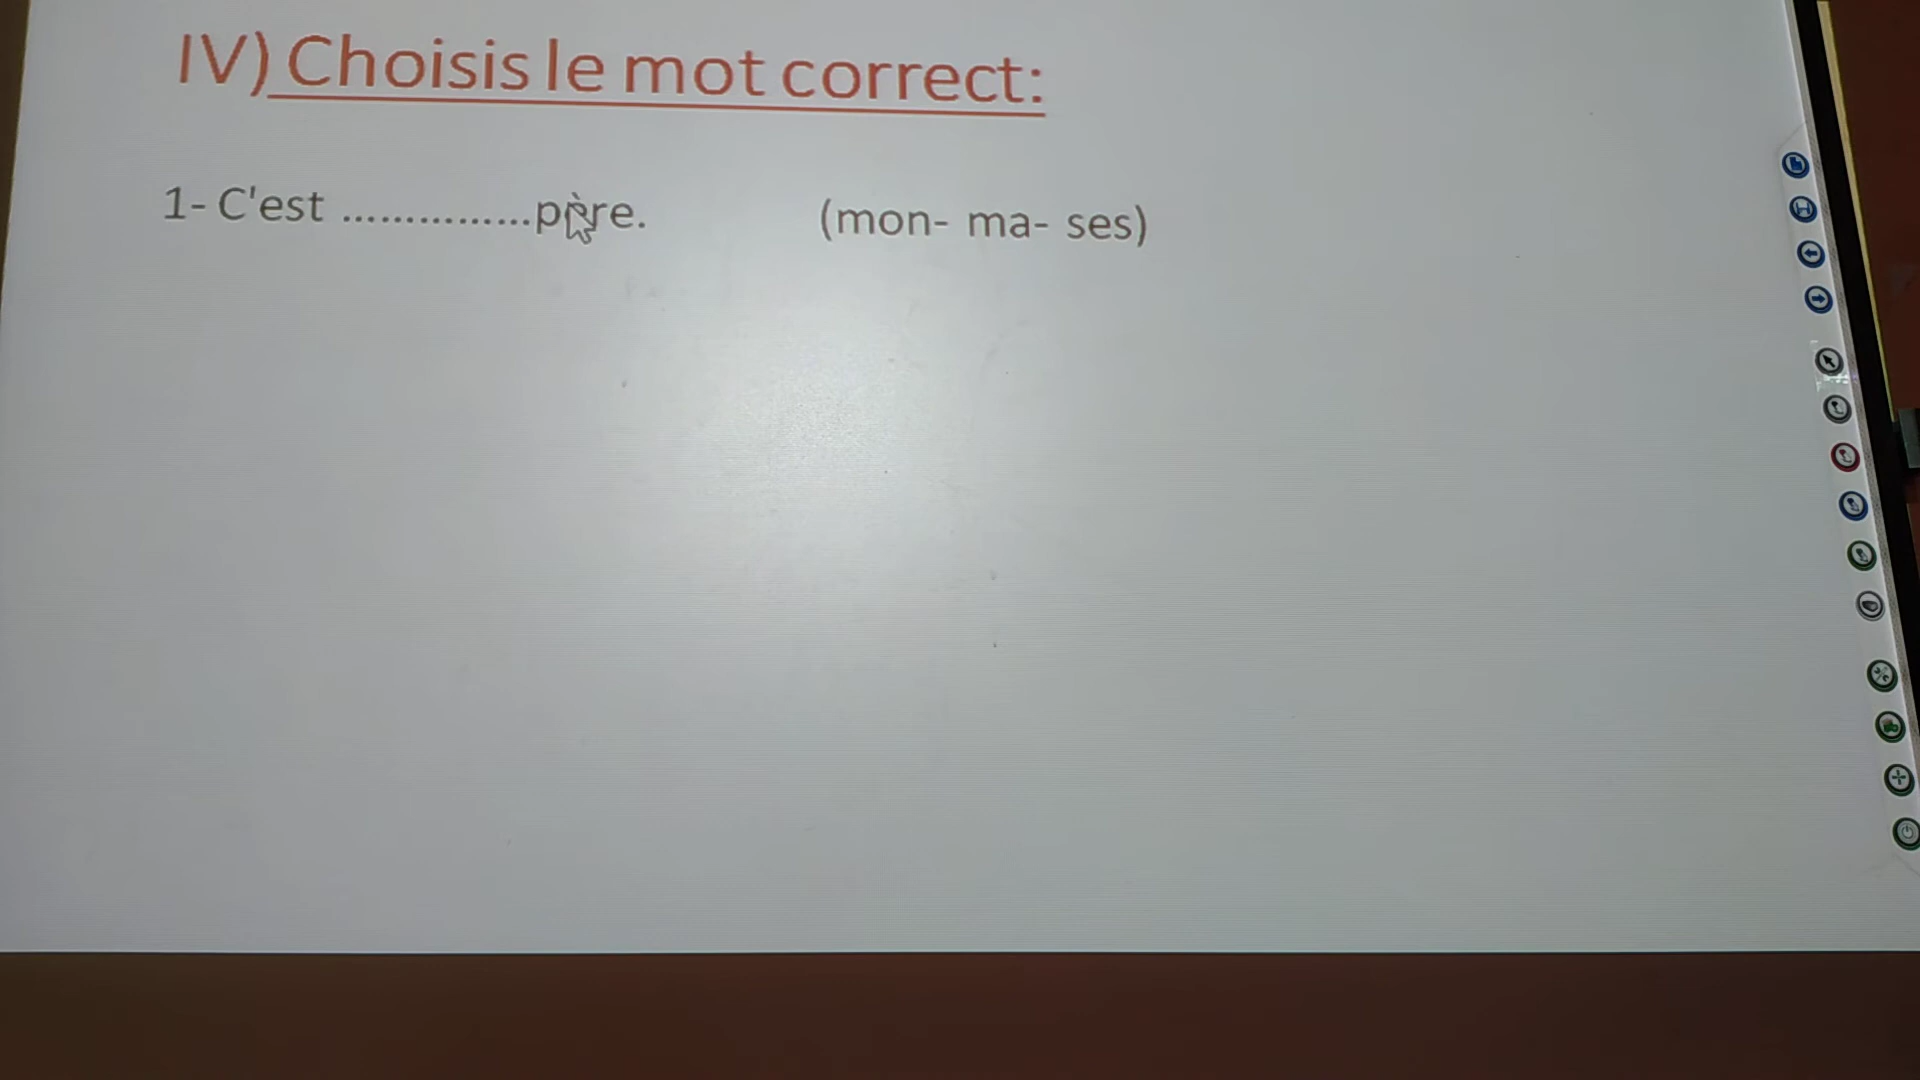 IV) Choisis le mot correct:
1- C'est ...............père. (mon- ma- ses)